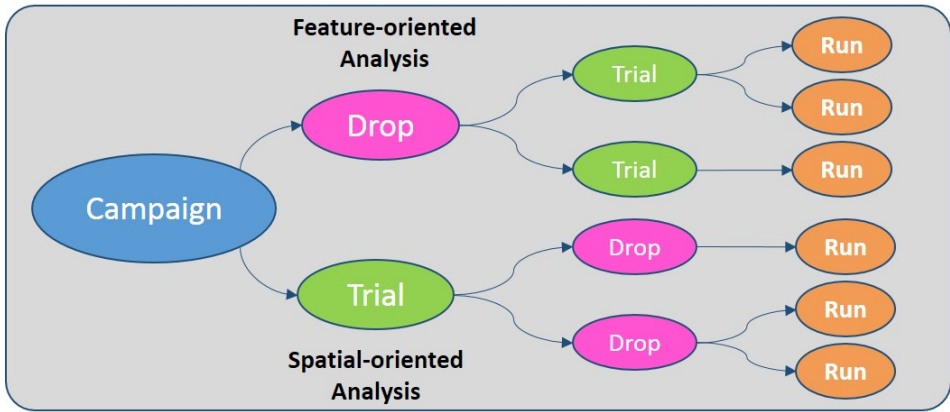 Feature-oriented
Analysis
Run
Trial
Run
Drop
Trial
Run
Campaign
Drop
Run
Trial
Run
Drop
Run
Spatial-oriented
Analysis